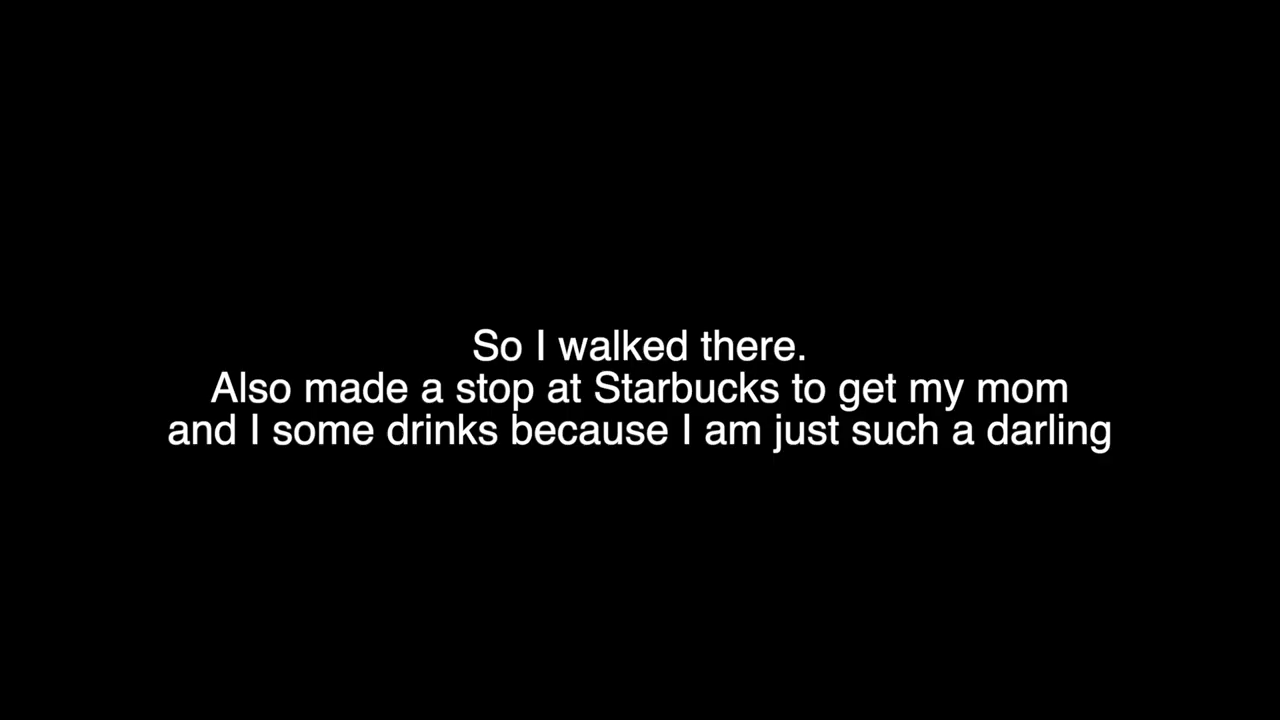 So I walked there.
Also made a stop at Starbucks to get my mom
and I some drinks because I am just such a darling